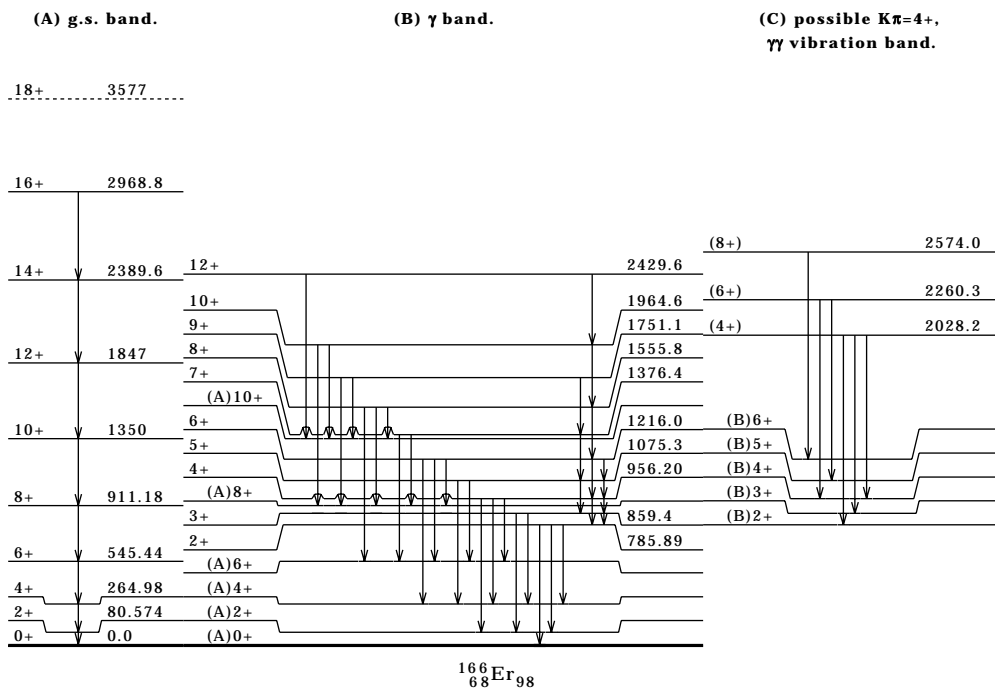 (A) g.s. band.
(B) γ band.
(C) possible Kπ=4+,
γγ vibration band.
18+ 3577
16+ 2968.8
14+ 2389.6
12+ 1847
10+ 1350
8+ 911.18
6+ 545.44
4+ 264.98
2+ 80.574
0+ 0.0
12+ 2429.6
10+ 1964.6
9+ 1751.1
8+ 1555.8
7+ 1376.4
(A)10+
6+ 1216.0
5+ 1075.3
4+ 956.20
(A)8+
3+ 859.4
2+ 785.89
(A)6+
(A)4+
(A)2+
(A)0+
(8+) 2574.0
(6+) 2260.3
(4+) 2028.2
(B)6+
(B)5+
(B)4+
(B)3+
(B)2+
¹⁶⁶₆₈Er₉₈